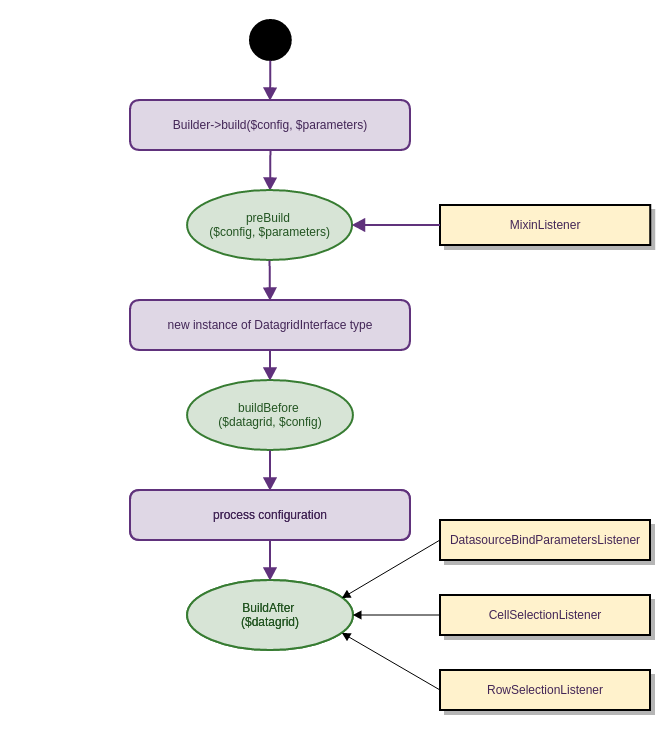 Builder->build($config, $parameters)
preBuild
($config, $parameters)
MixinListener
new instance of DatagridInterface type
buildBefore
($datagrid, $config)
process configuration
DatasourceBindParametersListener
BuildAfter
($datagrid)
CellSelectionListener
RowSelectionListener